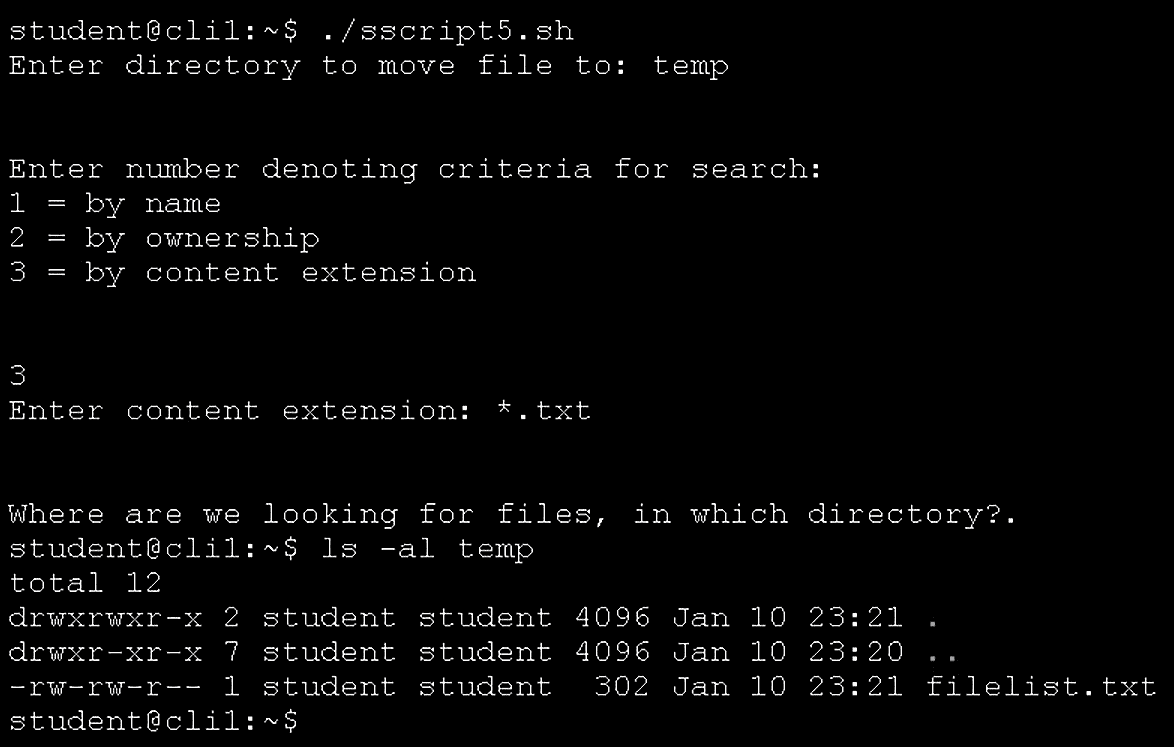 student@cli1:~$ ./sscript5.sh
Enter directory to move file to: temp
Enter number denoting criteria for search:
1 = by name
2 = by ownership
3 = by content extension
3
Enter content extension: *.txt
Where are we looking for files, in which directory?.
student@cli1:~$ ls -al temp
total 12
drwxrwxr-x 2 student student 4096 Jan 10 23:21 .
drwxr-xr-x 7 student student 4096 Jan 10 23:20 ..
-rw-rw-r-- 1 student student  302 Jan 10 23:21 filelist.txt
student@cli1:~$